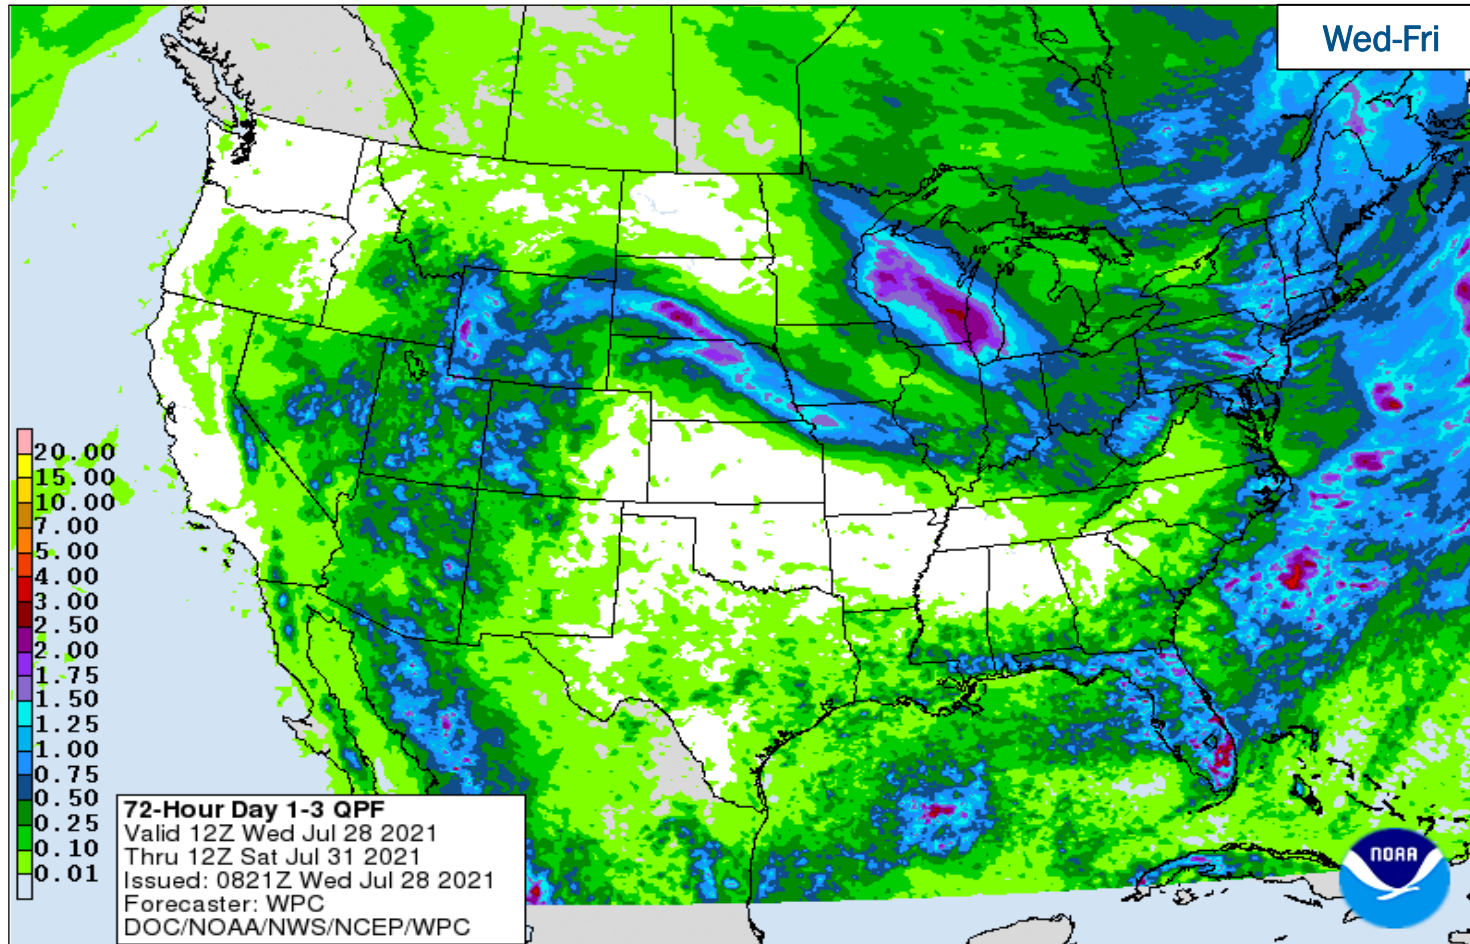 Wed-Fri
20.00
15.00
10.00
7.00
5.00
4.00
3.00
2.50
2.00
1.75
1.50
1.25
1.00
0.75
0.50
0.25
0.10
0.01
72-Hour Day 1-3 QPF
Valid 12Z Wed Jul 28 2021
Thru 12Z Sat Jul 31 2021
Issued: 0821Z Wed Jul 28 2021
Forecaster: WPC
DOC/NOAA/NWS/NCEP/WPC
NOAA